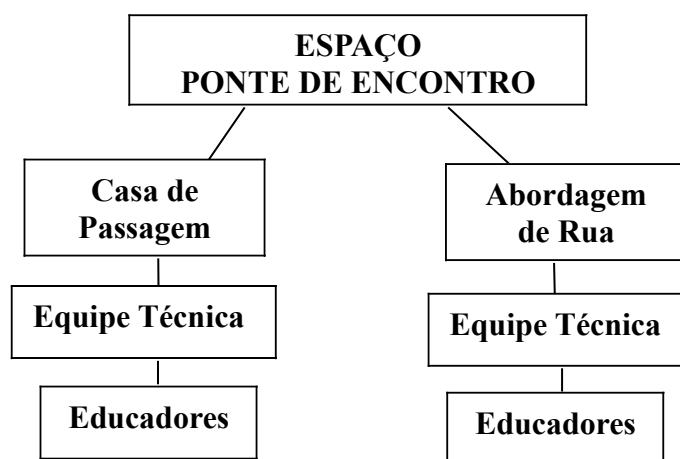 ESPAÇO
PONTE DE ENCONTRO
Casa de
Passagem
Abordagem
de Rua
Equipe Técnica
Equipe Técnica
Educadores
Educadores